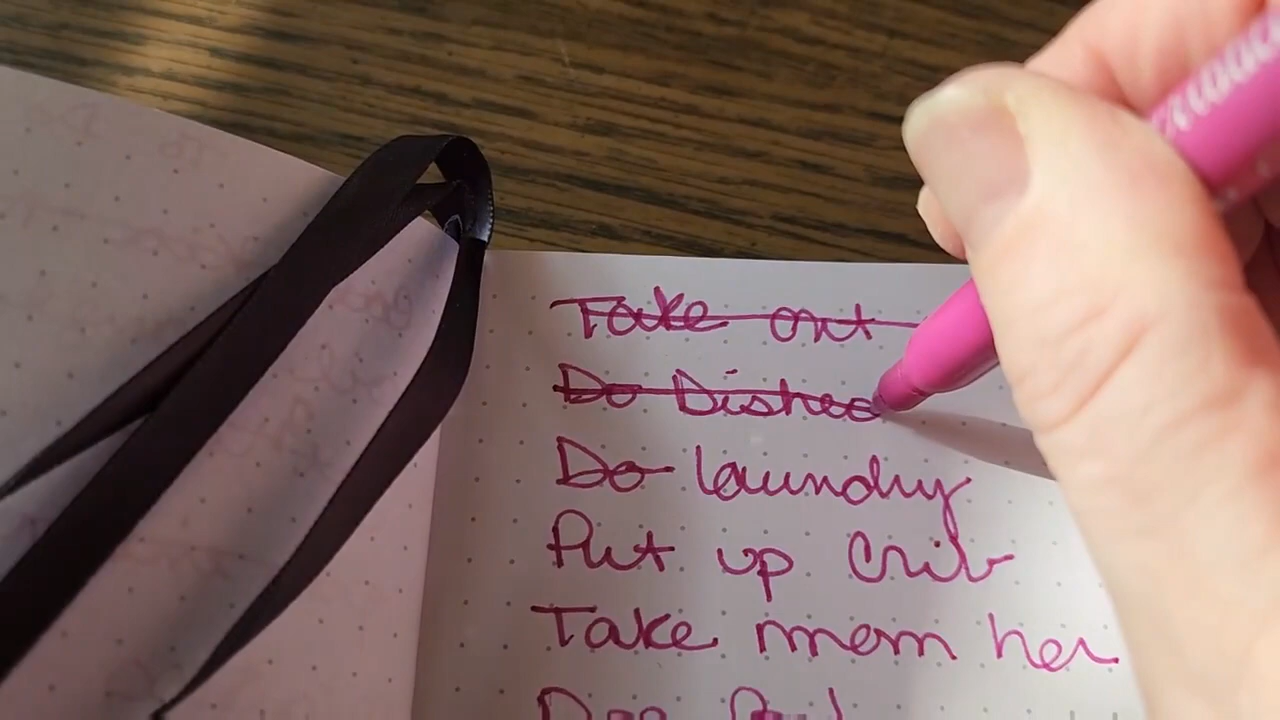 Take out
Do Dishes
Do laundry
Put up Crib
Take mom her